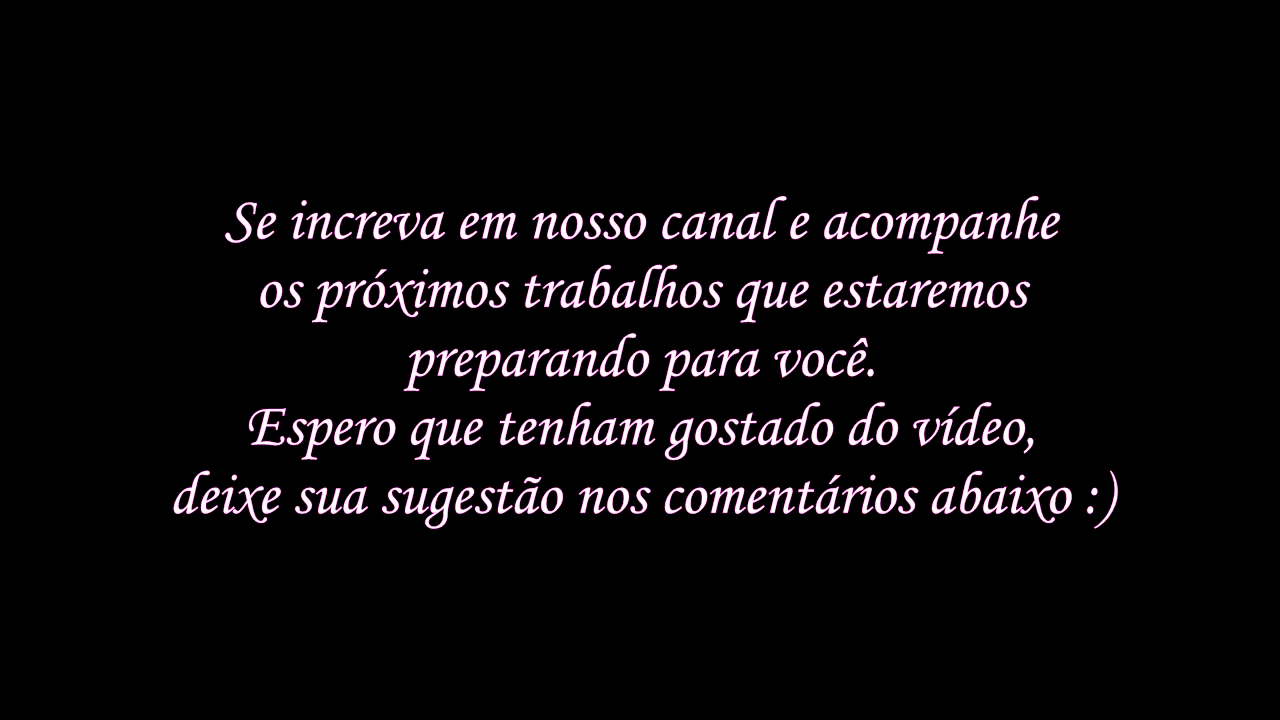 Se increva em nosso canal e acompanhe
os próximos trabalhos que estaremos
preparando para você.
Espero que tenham gostado do vídeo,
deixe sua sugestão nos comentários abaixo :)